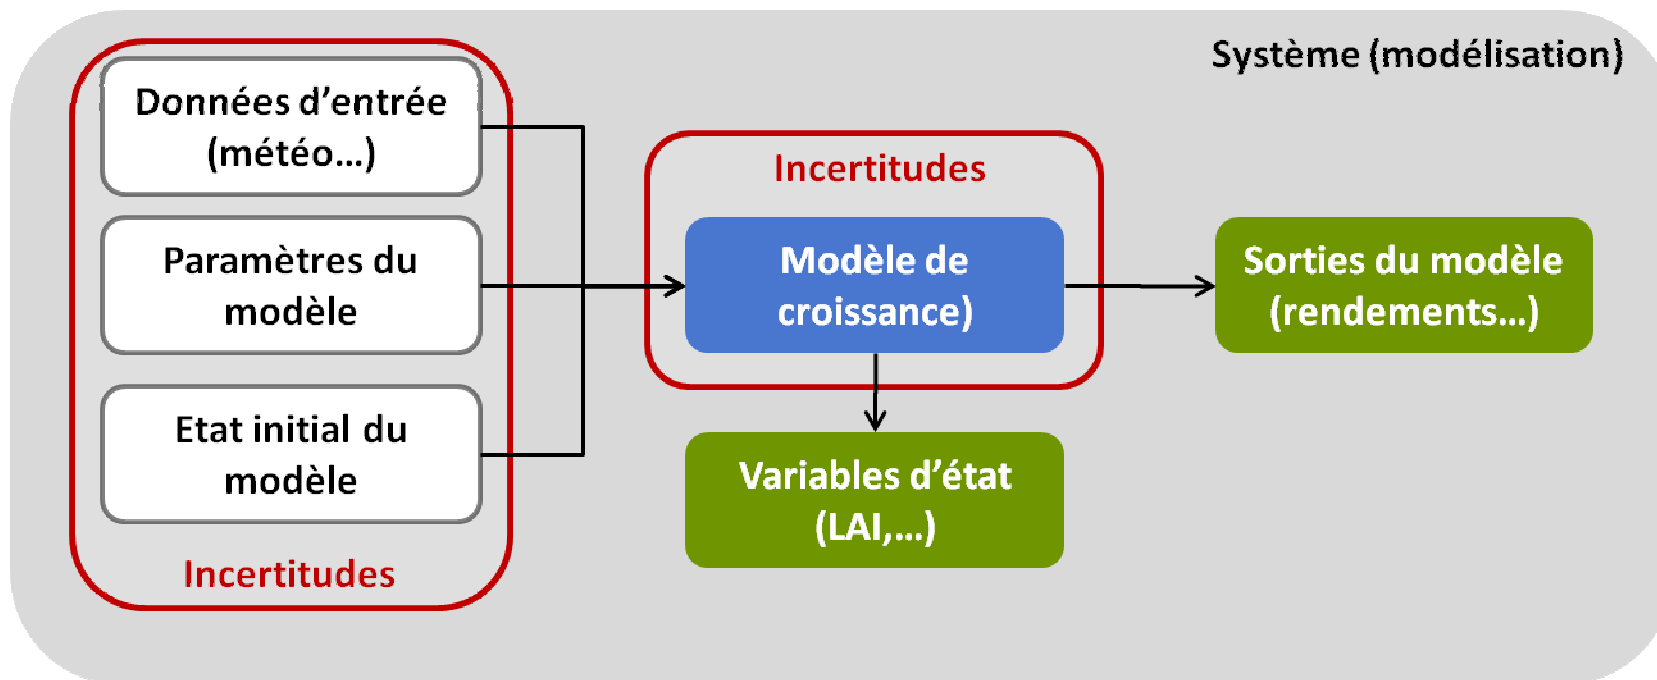 Système (modélisation)
Données d’entrée
(météo...)
Paramètres du
modèle
Etat initial du
modèle
Incertitudes
Incertitudes
Modèle de
croissance)
Variables d’état
(LAI,...)
Sorties du modèle
(rendements...)